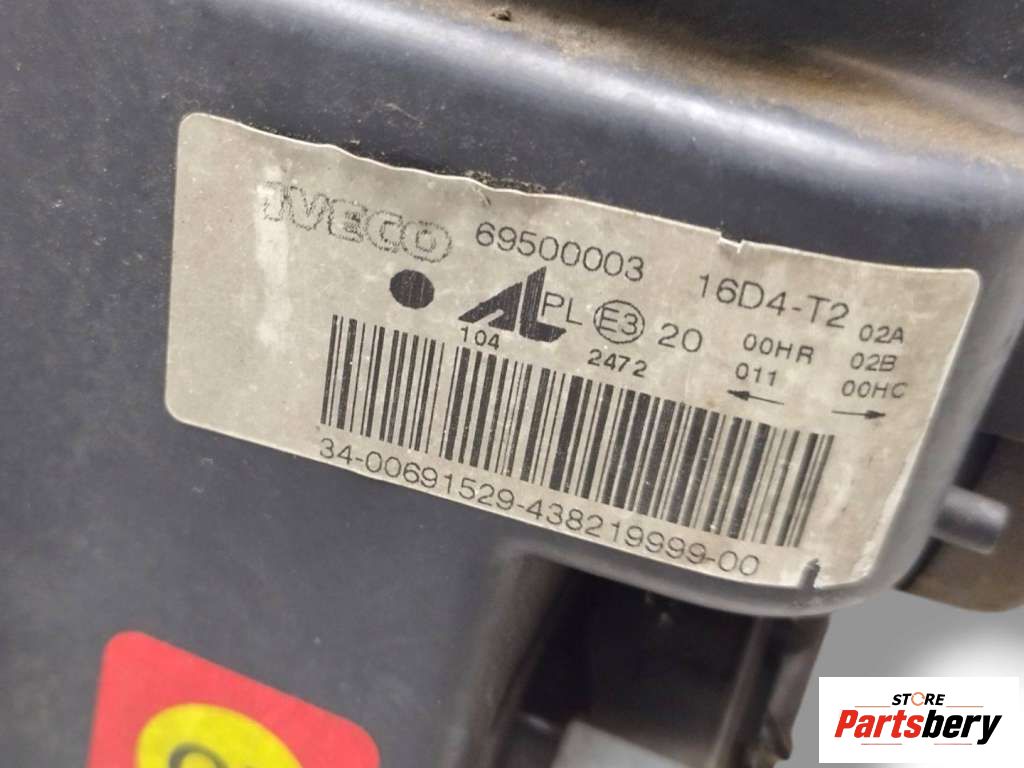 IVECO 69500003 16D4-T2
AL PL E3 20 00HR 02A
02B
104 2472 011 00HC
34-00691529-438219999-00
STORE
Partsbery